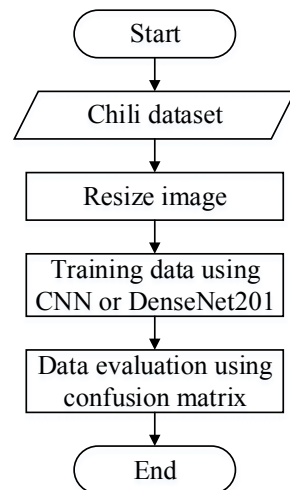 Start
Chili dataset
Resize image
Training data using
CNN or DenseNet201
Data evaluation using
confusion matrix
End